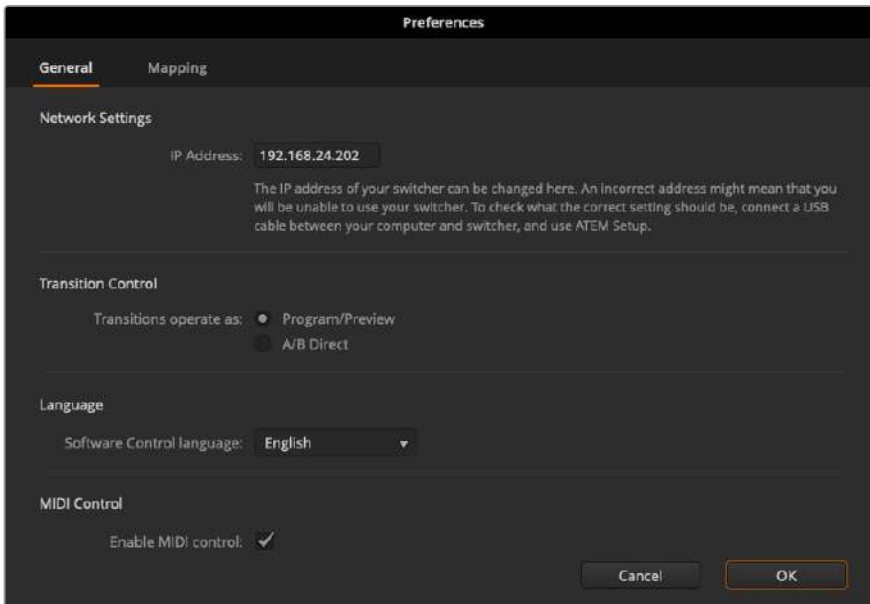 Preferences
General Mapping
Network Settings
IP Address: 192.168.24.202
The IP address of your switcher can be changed here. An incorrect address might mean that you
will be unable to use your switcher. To check what the correct setting should be, connect a USB
cable between your computer and switcher, and use ATEM Setup.
Transition Control
Transitions operate as: Program/Preview
A/B Direct
Language
Software Control language: English
MIDI Control
Enable MIDI control:
Cancel OK